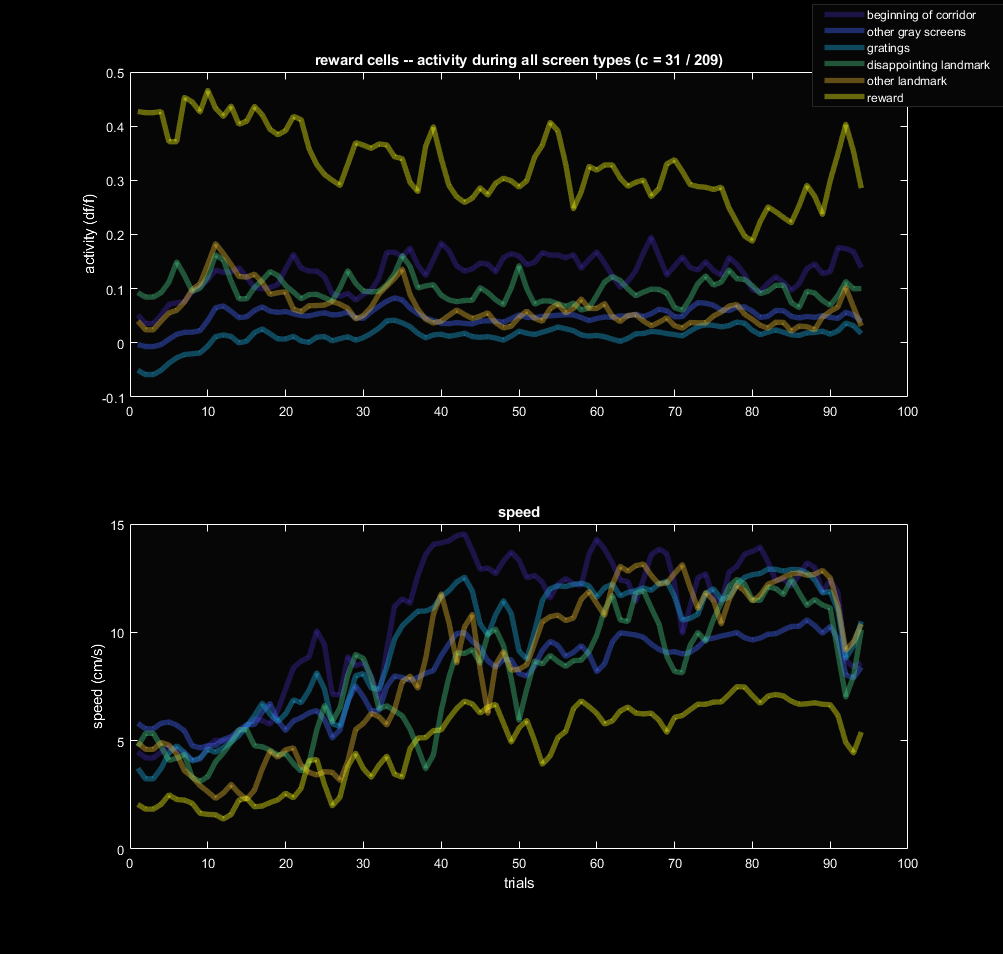 beginning of corridor
other gray screens
gratings
disappointing landmark
other landmark
reward
reward cells -- activity during all screen types (c = 31 / 209)
activity (df/f)
0.5
0.4
0.3
0.2
0.1
0
-0.1
0 10 20 30 40 50 60 70 80 90 100
speed
speed (cm/s)
15
10
5
0
0 10 20 30 40 50 60 70 80 90 100
trials